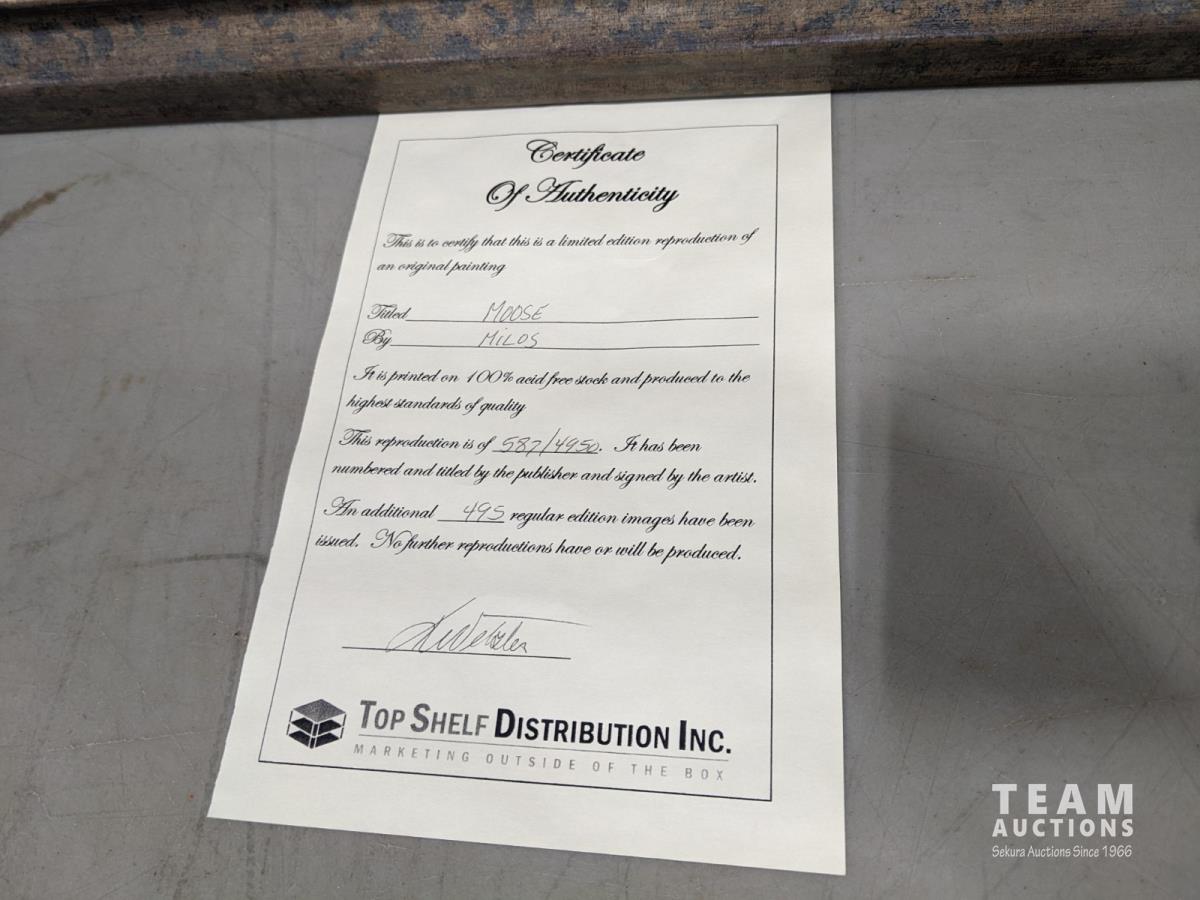 Certificate
Of Authenticity
This is to certify that this is a limited edition reproduction of
an original painting
Titled MOOSE
By MILOS
It is printed on 100% acid free stock and produced to the
highest standards of quality
This reproduction is of 587/4950. It has been
numbered and titled by the publisher and signed by the artist.
An additional 495 regular edition images have been
issued. No further reproductions have or will be produced.
TOP SHELF DISTRIBUTION INC.
MARKETING OUTSIDE OF THE BOX
TEAM
AUCTIONS
Sekura Auctions Since 1966